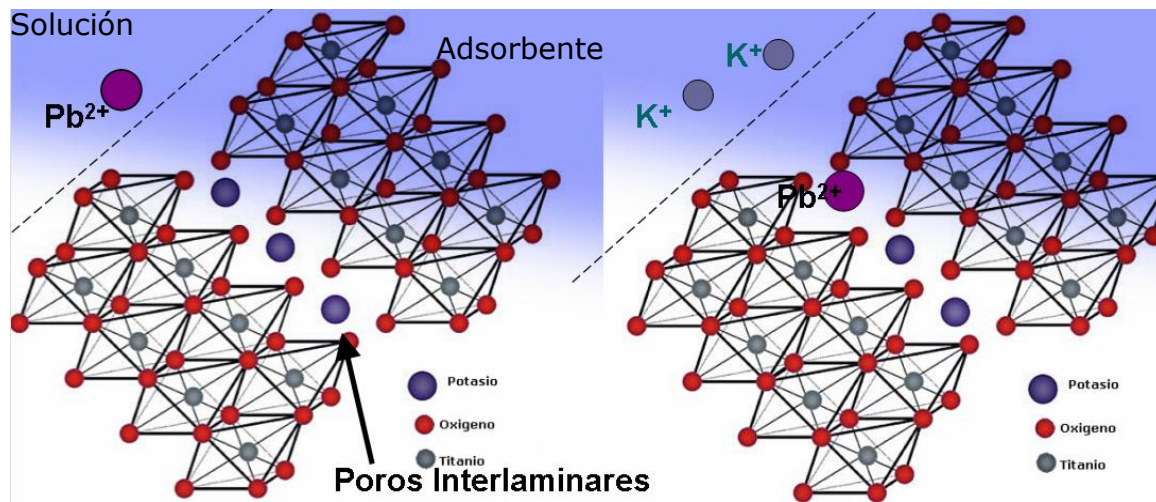 Solución
Adsorbente
Pb²⁺
Potasio
Oxigeno
Titanio
Poros Interlaminares
K⁺
K⁺
Pb²⁺
Potasio
Oxigeno
Titanio